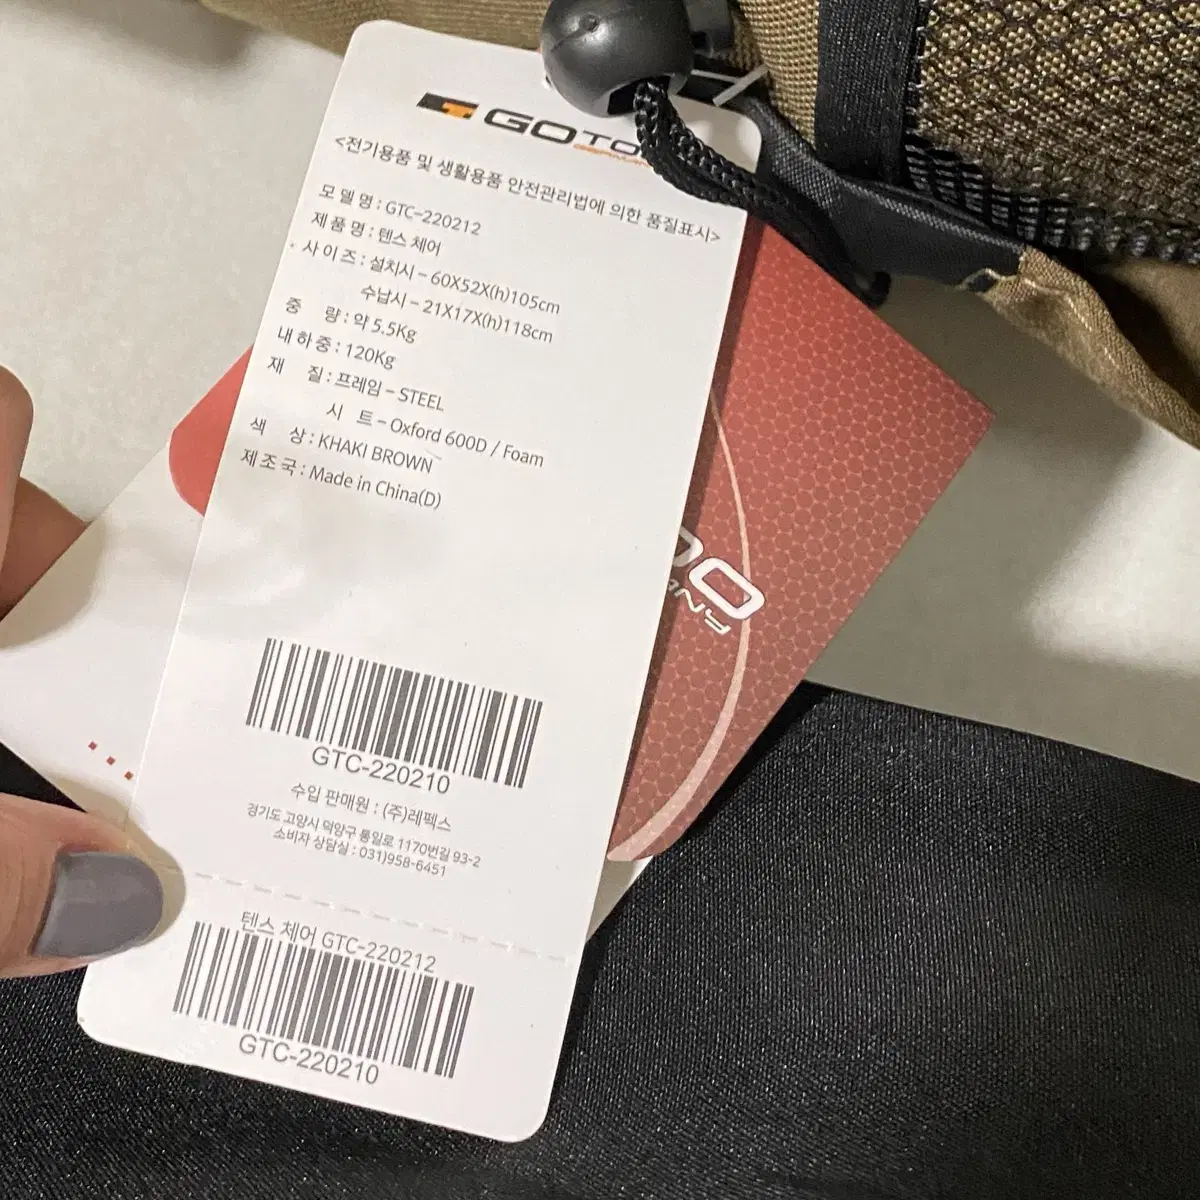 GOTO
<전기용품 및 생활용품 안전관리법에 의한 품질표시>
모 델 명 : GTC-220212
제 품 명 : 텐스 체어
사 이 즈 : 설치시 - 60X52X(h)105cm
수납시 - 21X17X(h)118cm
중 량 : 약 5.5Kg
내 하 중 : 120Kg
재 질 : 프레임 - STEEL
시 트 - Oxford 600D / Foam
색 상 : KHAKI BROWN
제 조 국 : Made in China(D)
GTC-220210
수입 판매원 : (주)레펙스
경기도 고양시 덕양구 통일로 1170번길 93-2
소비자 상담실 : 031)958-6451
텐스 체어 GTC-220212
GTC-220210